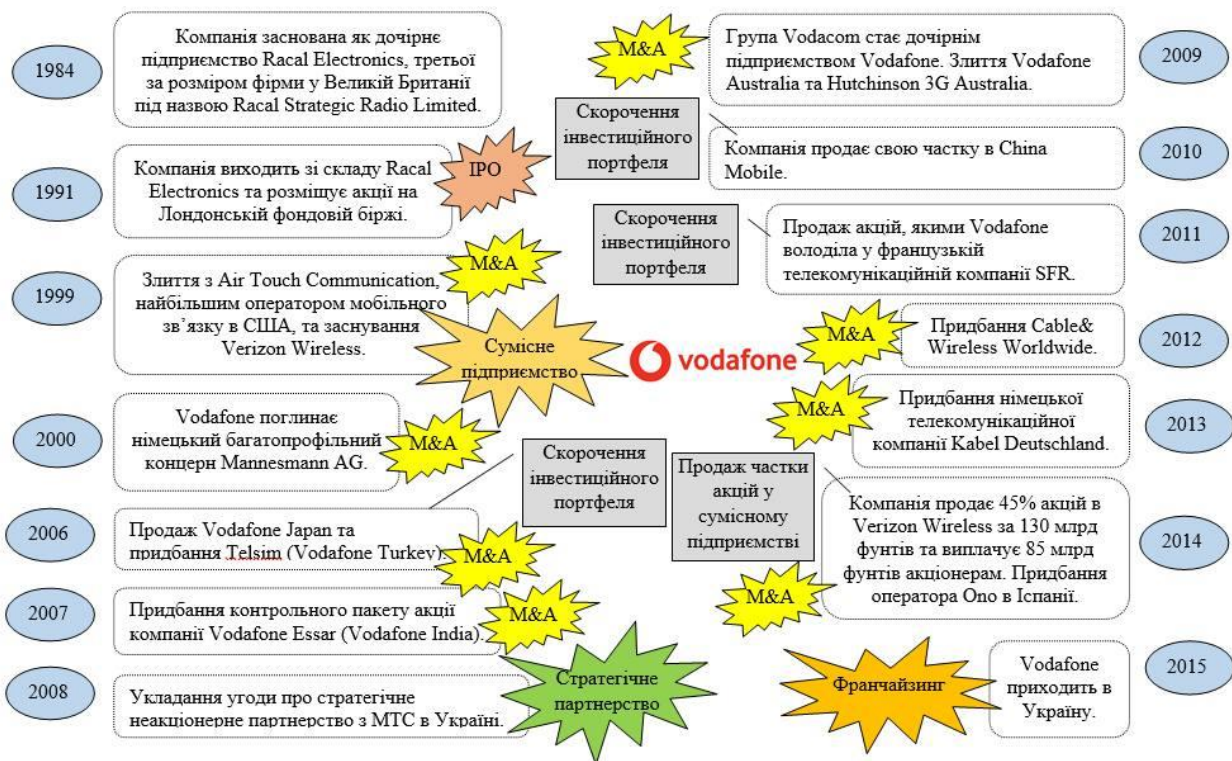 1984
Компанія заснована як дочірнє
підприємство Racal Electronics, третьої
за розміром фірми у Великій Британії
під назвою Racal Strategic Radio Limited.
1991
Компанія виходить зі складу Racal
Electronics та розміщує акції на
Лондонській фондовій біржі.
IPO
1999
Злиття з Air Touch Communication,
найбільшим оператором мобільного
зв’язку в США, та заснування
Verizon Wireless.
M&A
Сумісне
підприємство
2000
Vodafone поглинає
німецький багатопрофільний
концерн Mannesmann AG.
M&A
2006
Продаж Vodafone Japan та
придбання Telsim (Vodafone Turkey).
M&A
Скорочення
інвестиційного
портфеля
2007
Придбання контрольного пакету акції
компанії Vodafone Essar (Vodafone India).
M&A
2008
Укладання угоди про стратегічне
неакціонерне партнерство з МТС в Україні.
Стратегічне
партнерство
vodafone
M&A
Група Vodacom стає дочірнім
підприємством Vodafone. Злиття Vodafone
Australia та Hutchinson 3G Australia.
2009
Скорочення
інвестиційного
портфеля
Компанія продає свою частку в China
Mobile.
2010
Скорочення
інвестиційного
портфеля
Продаж акцій, якими Vodafone
володіла у французькій
телекомунікаційній компанії SFR.
2011
M&A
Придбання Cable&
Wireless Worldwide.
2012
M&A
Придбання німецької
телекомунікаційної
компанії Kabel Deutschland.
2013
Продаж частки
акцій у
сумісному
підприємстві
M&A
Компанія продає 45% акцій в
Verizon Wireless за 130 млрд
фунтів та виплачує 85 млрд
фунтів акціонерам. Придбання
оператора Ono в Іспанії.
2014
Франчайзинг
Vodafone
приходить в
Україну.
2015